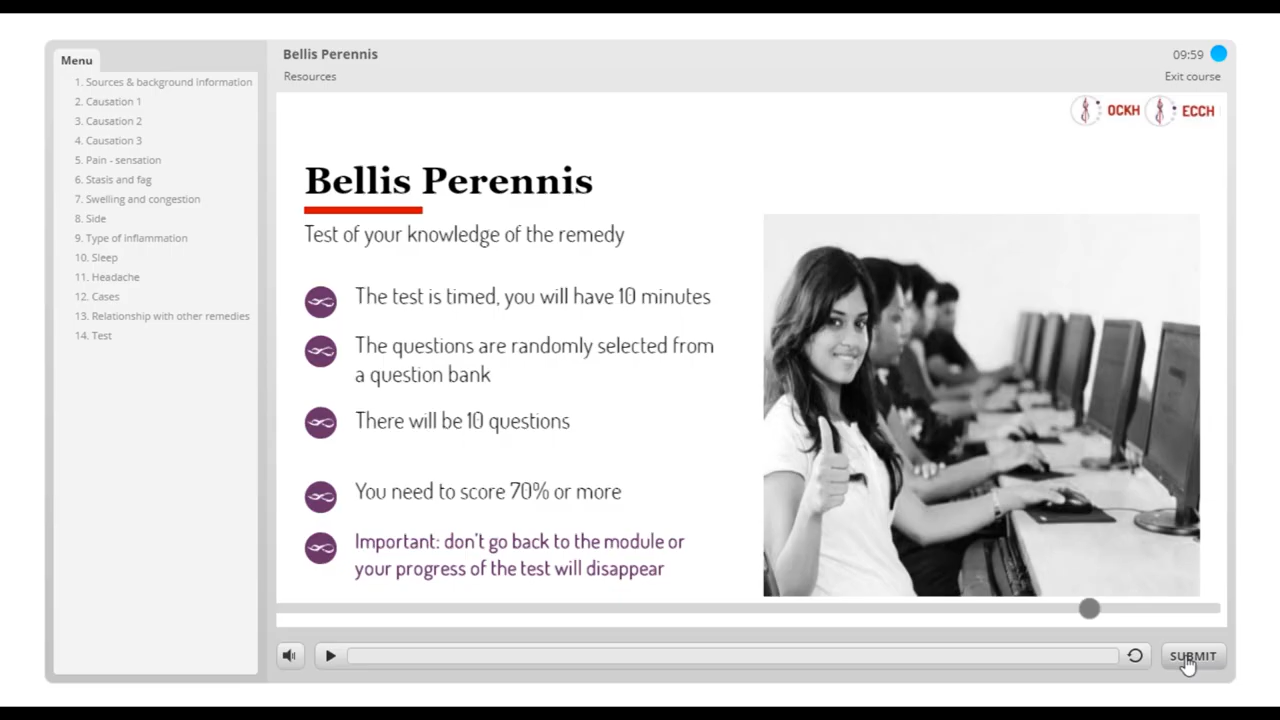 Menu
1. Sources & background information
2. Causation 1
3. Causation 2
4. Causation 3
5. Pain - sensation
6. Stasis and fag
7. Swelling and congestion
8. Side
9. Type of inflammation
10. Sleep
11. Headache
12. Cases
13. Relationship with other remedies
14. Test
Bellis Perennis
09:59
Resources
Exit course
OCKH ECCH
Bellis Perennis
Test of your knowledge of the remedy
The test is timed, you will have 10 minutes
The questions are randomly selected from
a question bank
There will be 10 questions
You need to score 70% or more
Important: don't go back to the module or
your progress of the test will disappear
SUBMIT